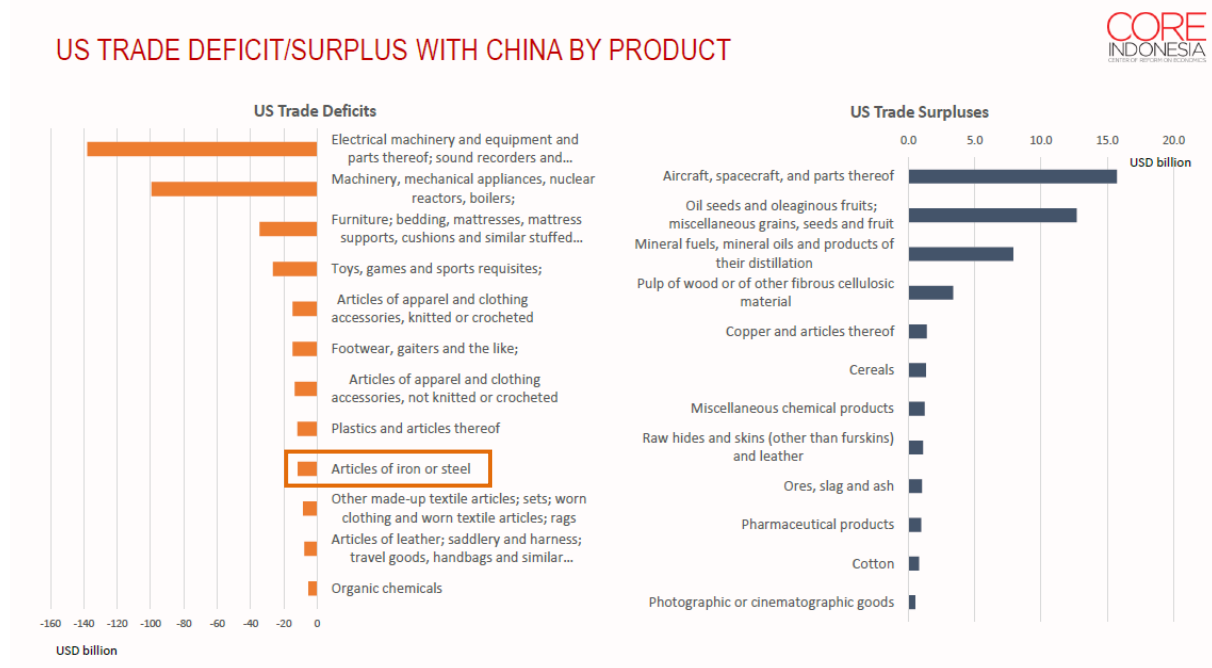 US TRADE DEFICIT/SURPLUS WITH CHINA BY PRODUCT
CORE
INDONESIA
CENTER OF REFORM ON ECONOMICS
US Trade Deficits
Electrical machinery and equipment and
parts thereof; sound recorders and...
Machinery, mechanical appliances, nuclear
reactors, boilers;
Furniture; bedding, mattresses, mattress
supports, cushions and similar stuffed...
Toys, games and sports requisites;
Articles of apparel and clothing
accessories, knitted or crocheted
Footwear, gaiters and the like;
Articles of apparel and clothing
accessories, not knitted or crocheted
Plastics and articles thereof
Articles of iron or steel
Other made-up textile articles; sets; worn
clothing and worn textile articles; rags
Articles of leather; saddlery and harness;
travel goods, handbags and similar...
Organic chemicals
-160 -140 -120 -100 -80 -60 -40 -20 0
USD billion
US Trade Surpluses
0.0 5.0 10.0 15.0 20.0
USD billion
Aircraft, spacecraft, and parts thereof
Oil seeds and oleaginous fruits;
miscellaneous grains, seeds and fruit
Mineral fuels, mineral oils and products of
their distillation
Pulp of wood or of other fibrous cellulosic
material
Copper and articles thereof
Cereals
Miscellaneous chemical products
Raw hides and skins (other than furskins)
and leather
Ores, slag and ash
Pharmaceutical products
Cotton
Photographic or cinematographic goods